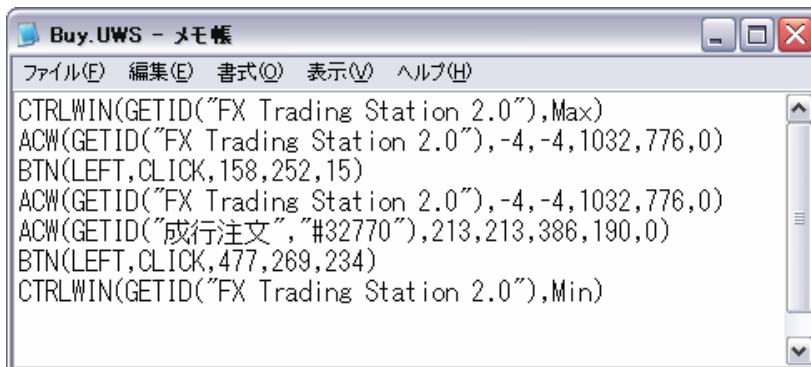 Buy.UWS - メモ帳
ファイル(F) 編集(E) 書式(O) 表示(V) ヘルプ(H)
CTRLWIN(GETID("FX Trading Station 2.0"),Max)
ACW(GETID("FX Trading Station 2.0"),-4,-4,1032,776,0)
BTN(LEFT,CLICK,158,252,15)
ACW(GETID("FX Trading Station 2.0"),-4,-4,1032,776,0)
ACW(GETID("成行注文","#32770"),213,213,386,190,0)
BTN(LEFT,CLICK,477,269,234)
CTRLWIN(GETID("FX Trading Station 2.0"),Min)